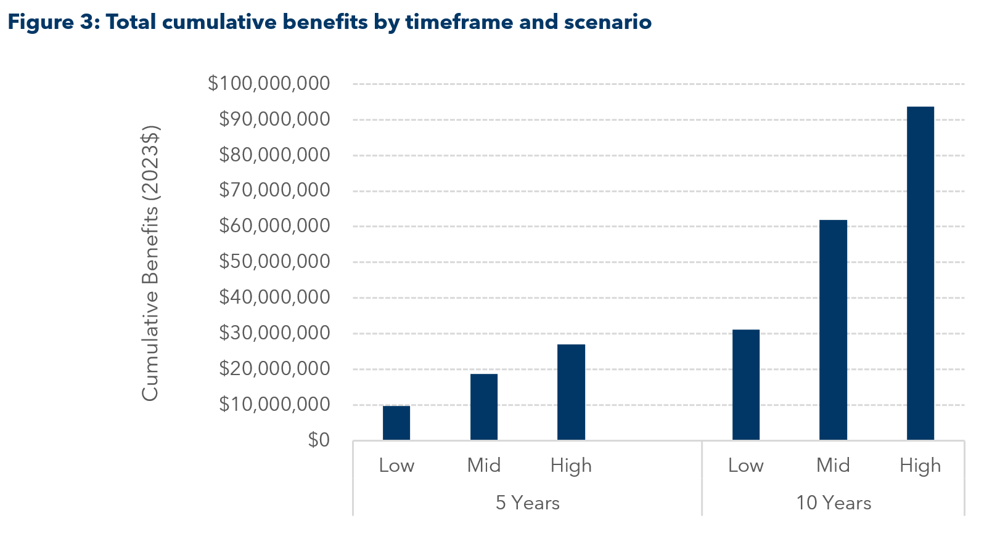 Figure 3: Total cumulative benefits by timeframe and scenario
Cumulative Benefits (2023$)
$100,000,000
$90,000,000
$80,000,000
$70,000,000
$60,000,000
$50,000,000
$40,000,000
$30,000,000
$20,000,000
$10,000,000
$0
Low Mid High Low Mid High
5 Years 10 Years